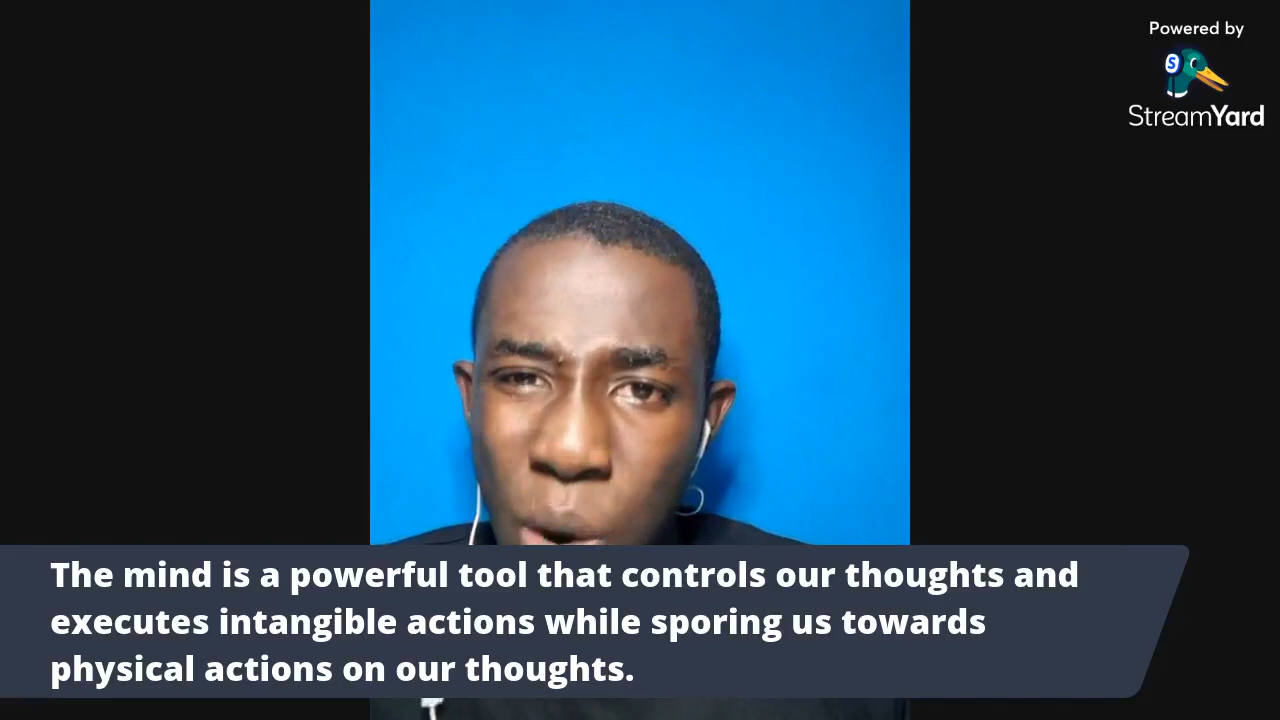 Powered by
S
StreamYard
The mind is a powerful tool that controls our thoughts and
executes intangible actions while sporing us towards
physical actions on our thoughts.